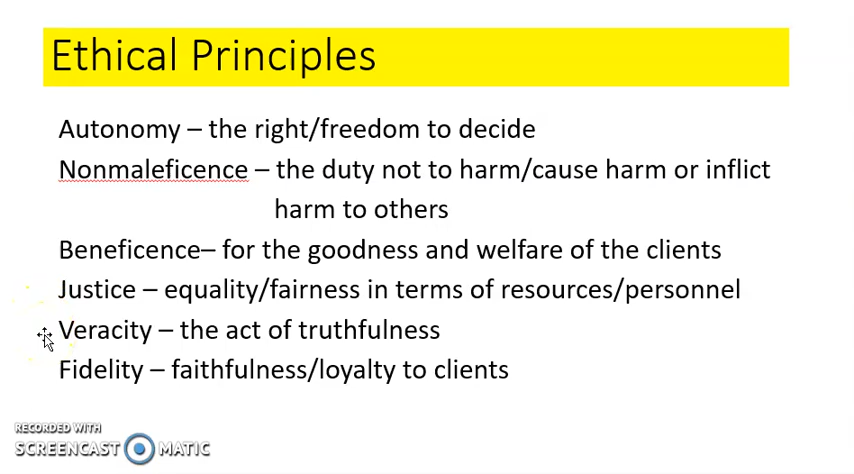 Ethical Principles
Autonomy – the right/freedom to decide
Nonmaleficence – the duty not to harm/cause harm or inflict
harm to others
Beneficence– for the goodness and welfare of the clients
Justice – equality/fairness in terms of resources/personnel
Veracity – the act of truthfulness
Fidelity – faithfulness/loyalty to clients
RECORDED WITH
SCREENCAST MATIC